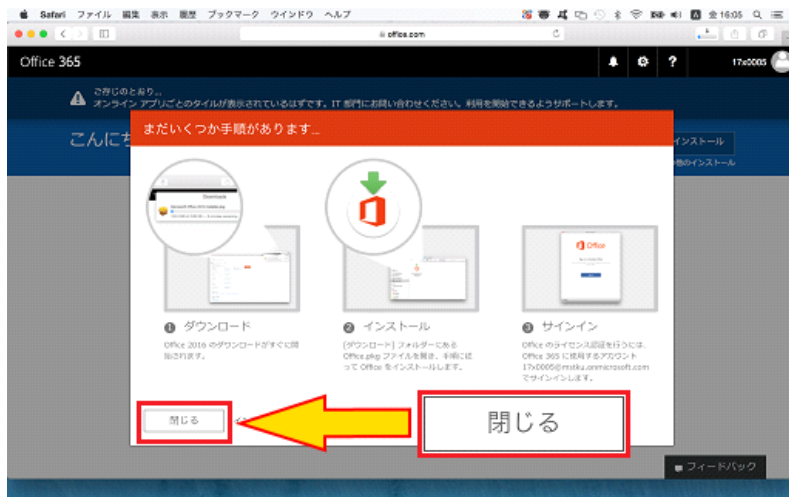 Safari ファイル 編集 表示 履歴 ブックマーク ウインドウ ヘルプ
金16:05
office.com
Office 365
?
17x0005
ご存じのとおり...
オンライン アプリごとのタイルが表示されているはずです。IT 部門にお問い合わせください。利用を開始できるようサポートします。
こんにち
インストール
他のインストール
まだいくつか手順があります...
Downloads
Office
1 ダウンロード
Office 2016 のダウンロードがすぐに開
始されます。
2 インストール
[ダウンロード] フォルダーにある
Office.pkg ファイルを開き、手順に従
って Office をインストールします。
3 サインイン
Office のライセンス認証を行うには、
Office 365 に使用するアカウント
17x0005@mstku.onmicrosoft.com
でサインインします。
閉じる
閉じる
フィードバック